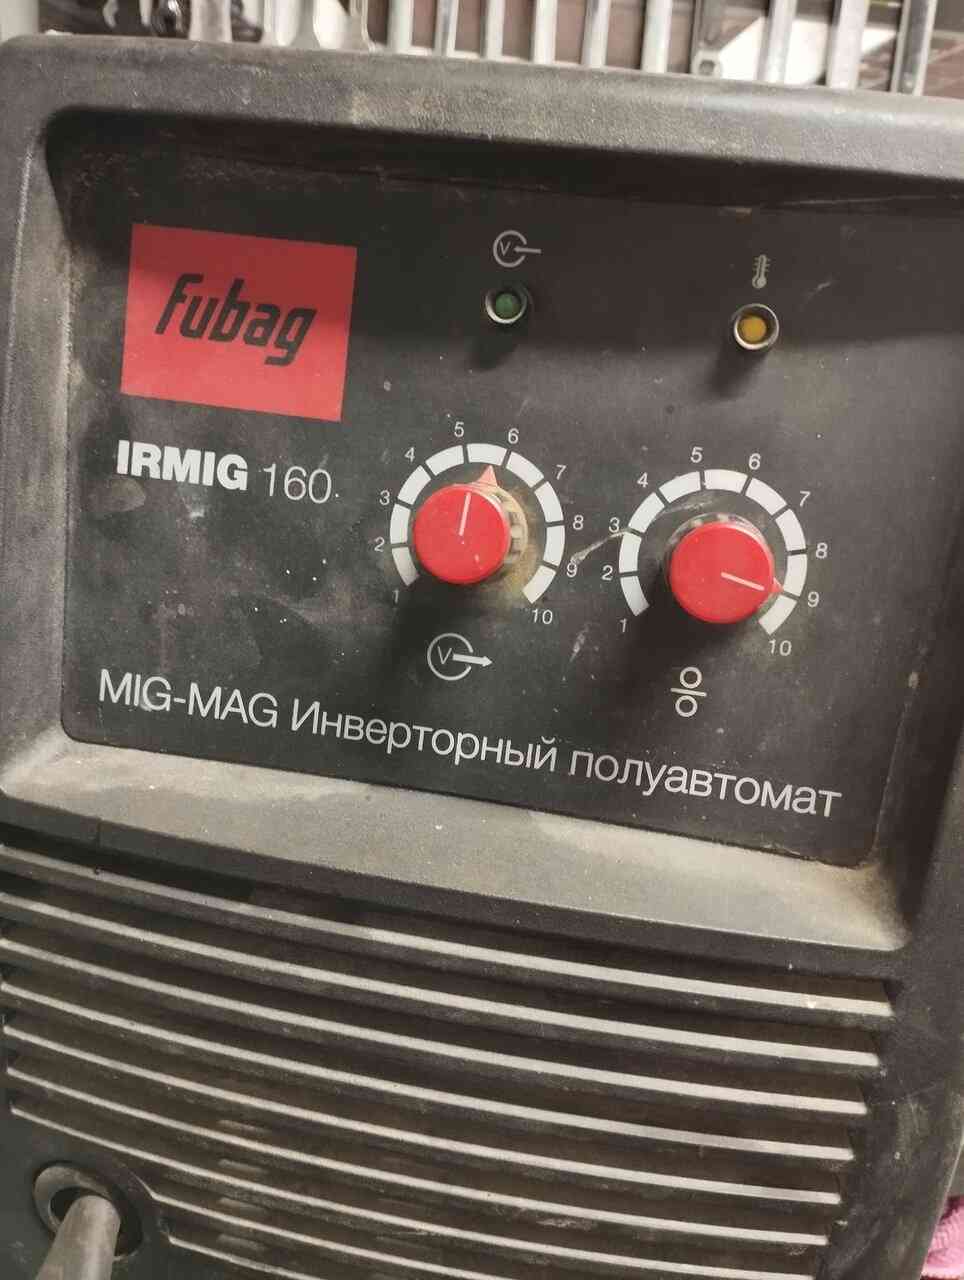 fubag
IRMIG 160
V
1 2 3 4 5 6 7 8 9 10
V
1 2 3 4 5 6 7 8 9 10
MIG-MAG Инверторный полуавтомат